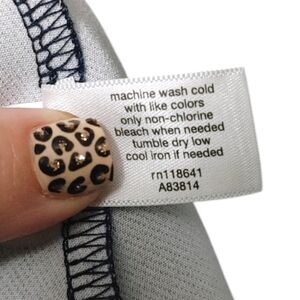 machine wash cold
with like colors
only non-chlorine
bleach when needed
tumble dry low
cool iron if needed
rn118641
A83814